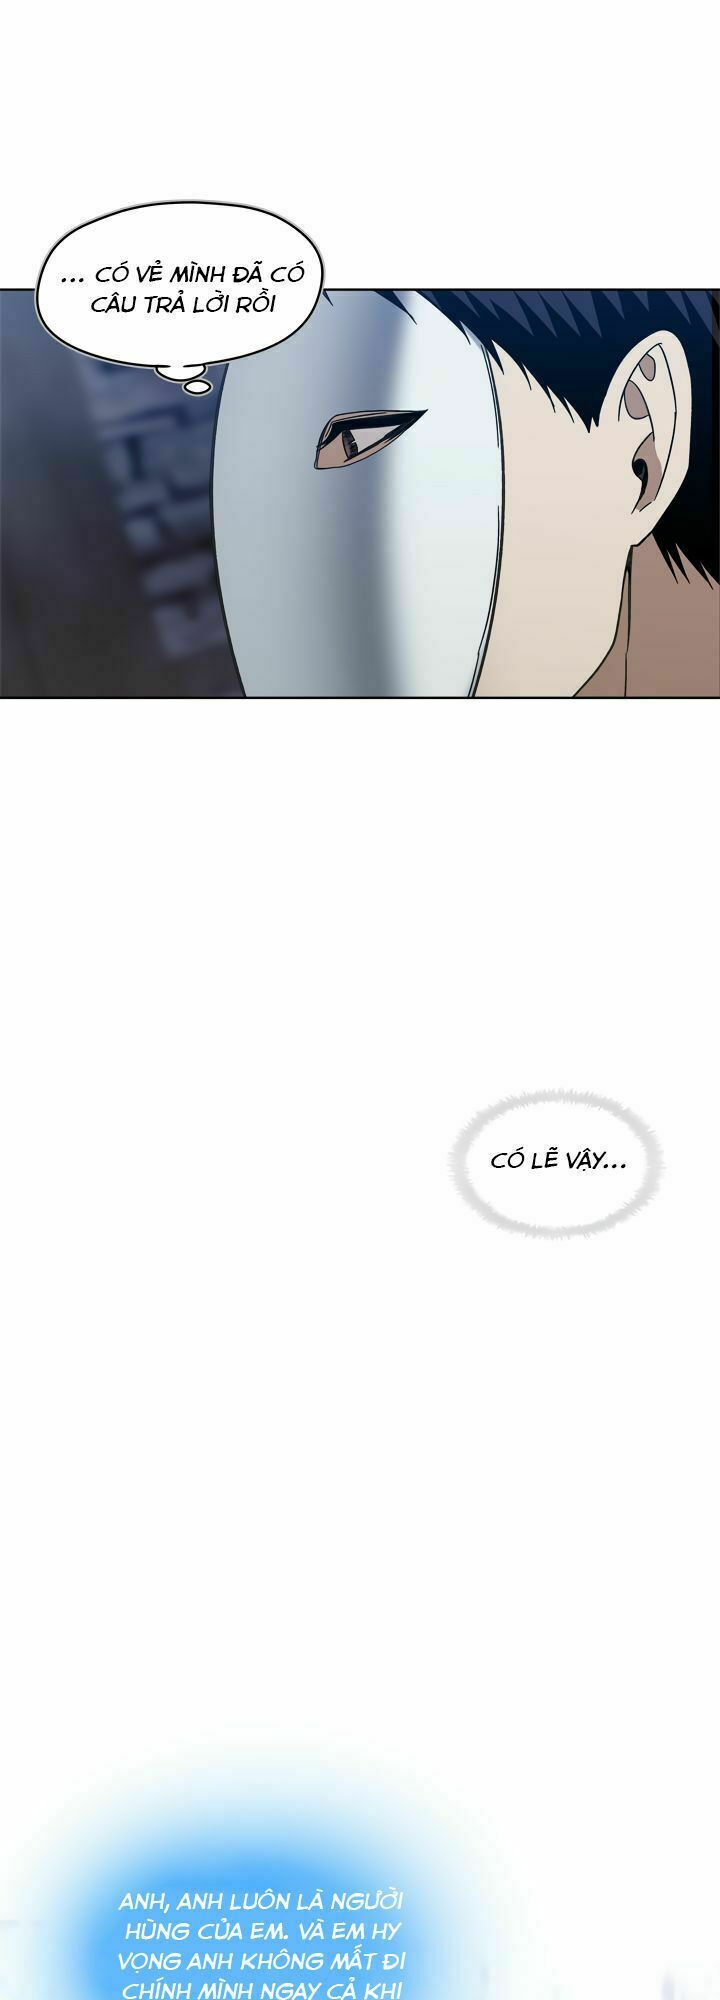 ... CÓ VẺ MÌNH ĐÃ CÓ
CÂU TRẢ LỜI RỒI
CÓ LẼ VẬY...
ANH, ANH LUÔN LÀ NGƯỜI
HÙNG CỦA EM. VÀ EM HY
VỌNG ANH KHÔNG MẤT ĐI
CHÍNH MÌNH NGAY CẢ KHI